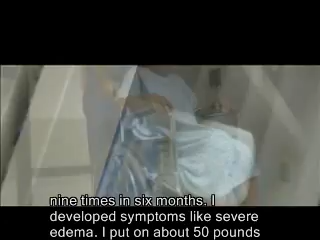 nine times in six months. I
developed symptoms like severe
edema. I put on about 50 pounds